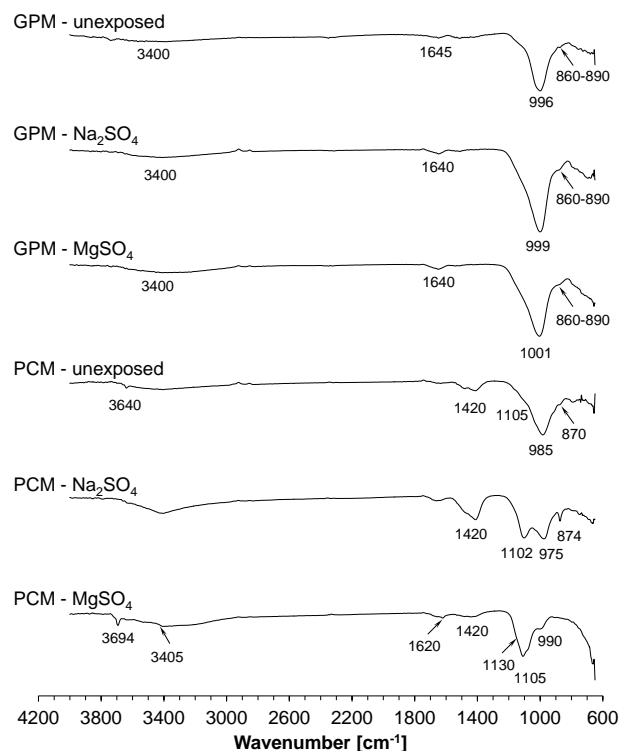 GPM - unexposed
3400 1645 996 860-890
GPM - Na₂SO₄
3400 1640 999 860-890
GPM - MgSO₄
3400 1640 1001 860-890
PCM - unexposed
3640 1420 1105 985 870
PCM - Na₂SO₄
1420 1102 975 874
PCM - MgSO₄
3694 3405 1620 1420 1130 1105 990
4200 3800 3400 3000 2600 2200 1800 1400 1000 600
Wavenumber [cm⁻¹]